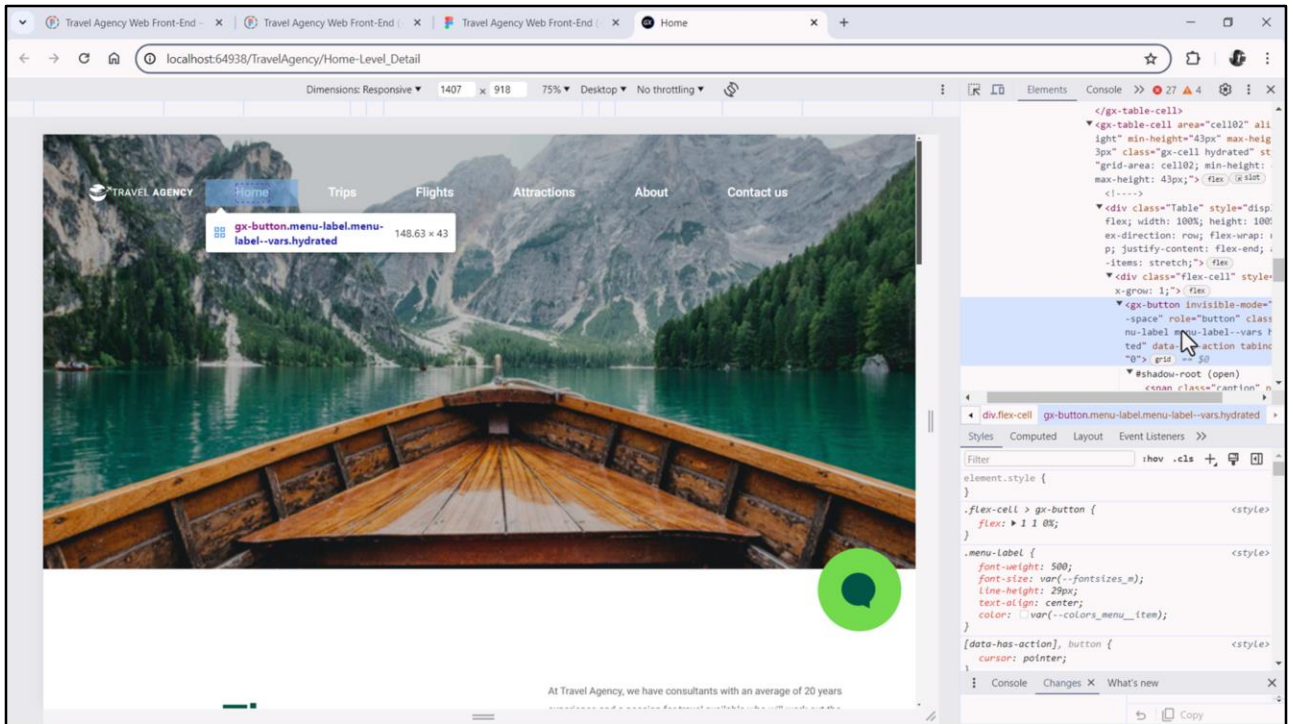 Travel Agency Web Front-End –
Travel Agency Web Front-End (
Travel Agency Web Front-End (
Home
localhost:64938/TravelAgency/Home-Level_Detail
Dimensions: Responsive 1407 x 918 75% Desktop No throttling
Elements Console 27 4
TRAVEL AGENCY Home Trips Flights Attractions About Contact us
gx-button.menu-label.menu-
label--vars.hydrated 148.63 × 43
At Travel Agency, we have consultants with an average of 20 years
</gx-table-cell>
<gx-table-cell area="cell02" ali
ight" min-height="43px" max-heig
3px" class="gx-cell hydrated" st
"grid-area: cell02; min-height:
max-height: 43px;"> flex slot
<!---->
<div class="Table" style="disp
flex; width: 100%; height: 100%
ex-direction: row; flex-wrap:
p; justify-content: flex-end;
-items: stretch;"> flex
<div class="flex-cell" style=
x-grow: 1;"> flex
<gx-button invisible-mode="
-space" role="button" class
nu-label menu-label--vars h
ted" action tabind
"0"> grid == $0
#shadow-root (open)
<span class="caption"
div.flex-cell gx-button.menu-label.menu-label--vars.hydrated
Styles Computed Layout Event Listeners
Filter :hov .cls +
element.style {
}
.flex-cell > gx-button { <style>
flex: 1 1 0%;
}
.menu-label { <style>
font-weight: 500;
font-size: var(--fontsizes_m);
line-height: 29px;
text-align: center;
color: var(--colors_menu__item);
}
[data-has-action], button { <style>
cursor: pointer;
Console Changes What's new
Copy